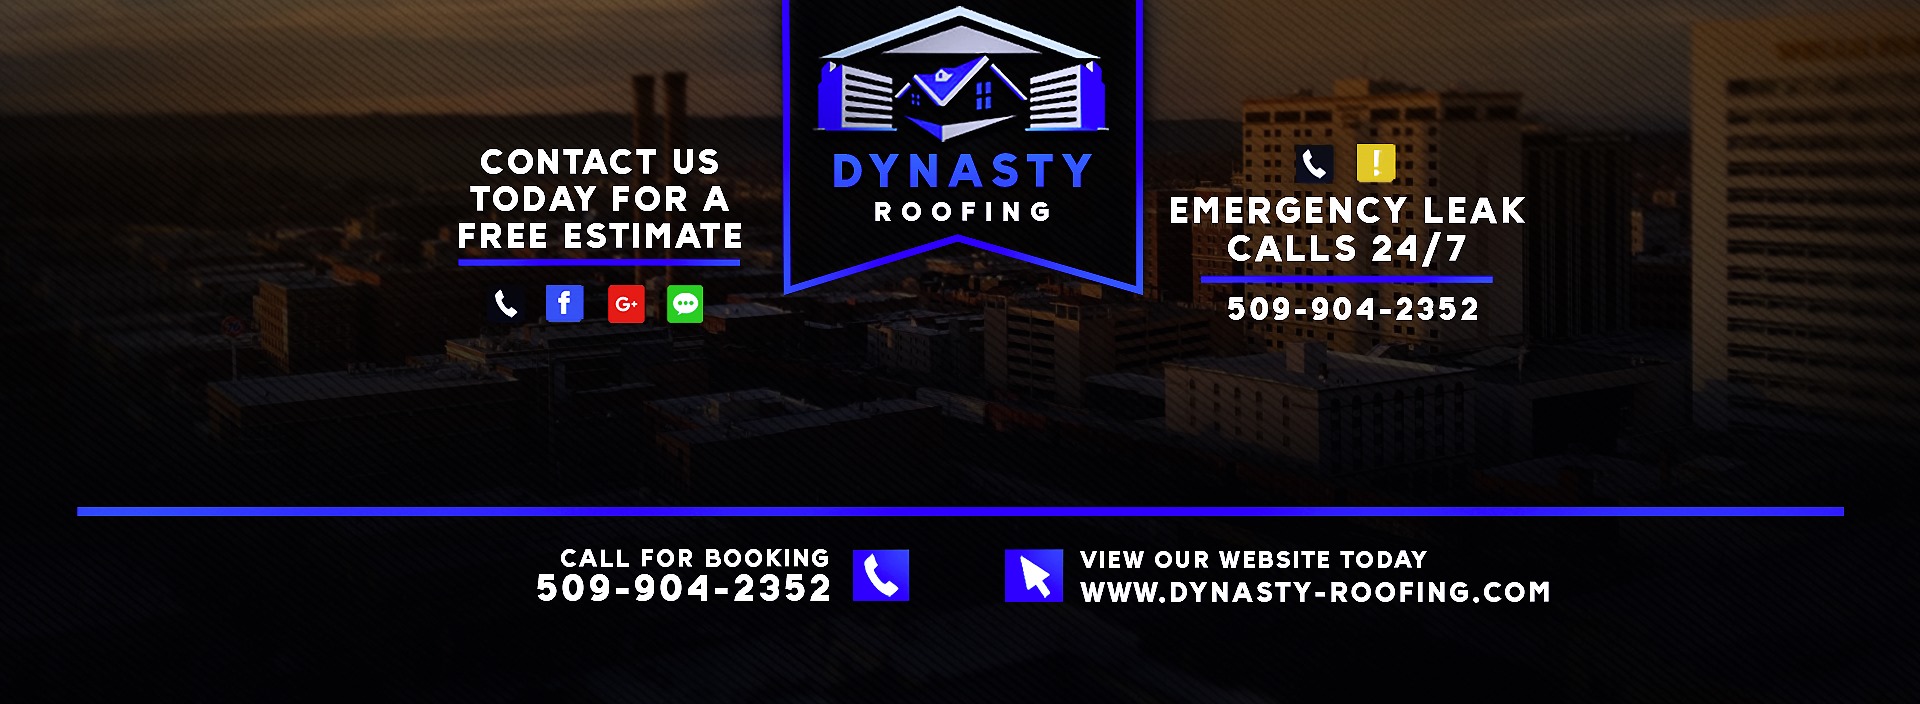 DYNASTY
ROOFING
CONTACT US
TODAY FOR A
FREE ESTIMATE
f
G+
!
EMERGENCY LEAK
CALLS 24/7
509-904-2352
CALL FOR BOOKING
509-904-2352
VIEW OUR WEBSITE TODAY
WWW.DYNASTY-ROOFING.COM